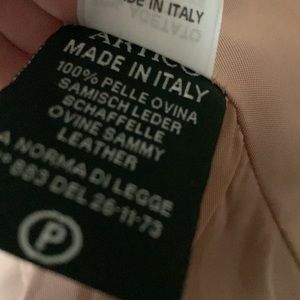 MADE IN ITALY
ARTICO
MADE IN ITALY
100% PELLE OVINA
SAMISCH LEDER
SCHAFFELLE
OVINE SAMMY
LEATHER
A NORMA DI LEGGE
883 DEL 26-11-73
P